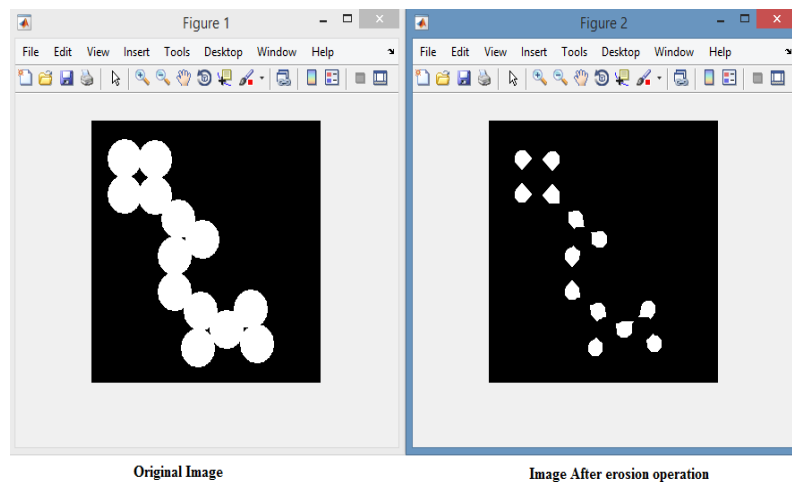 Figure 1
File Edit View Insert Tools Desktop Window Help
Figure 2
File Edit View Insert Tools Desktop Window Help
Original Image
Image After erosion operation